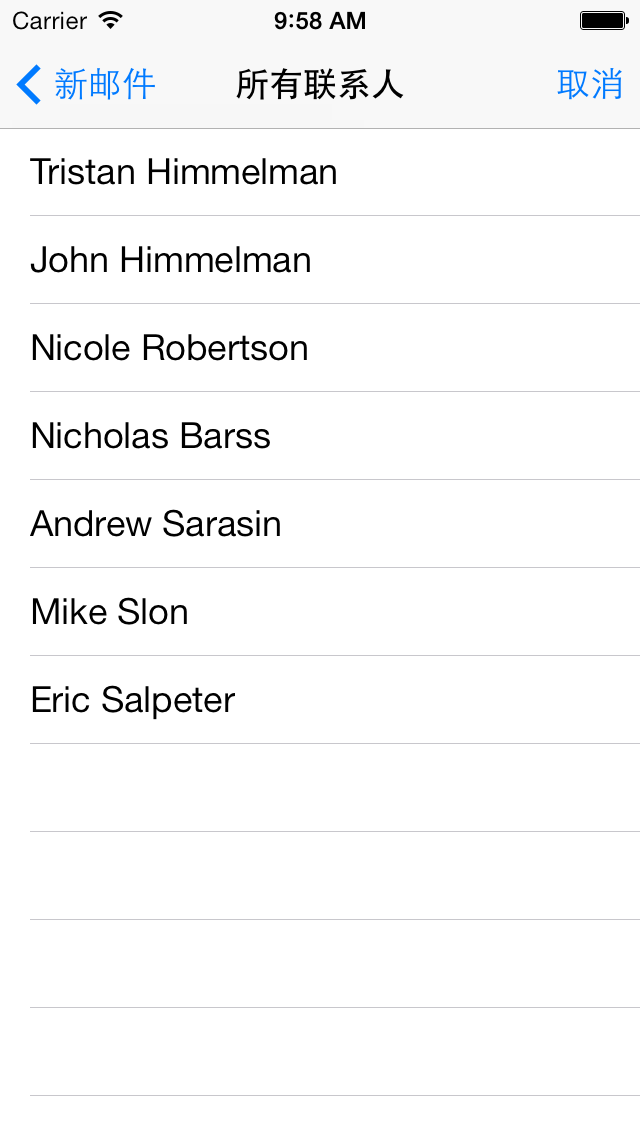 Carrier 9:58 AM
新邮件 所有联系人 取消
Tristan Himmelman
John Himmelman
Nicole Robertson
Nicholas Barss
Andrew Sarasin
Mike Slon
Eric Salpeter